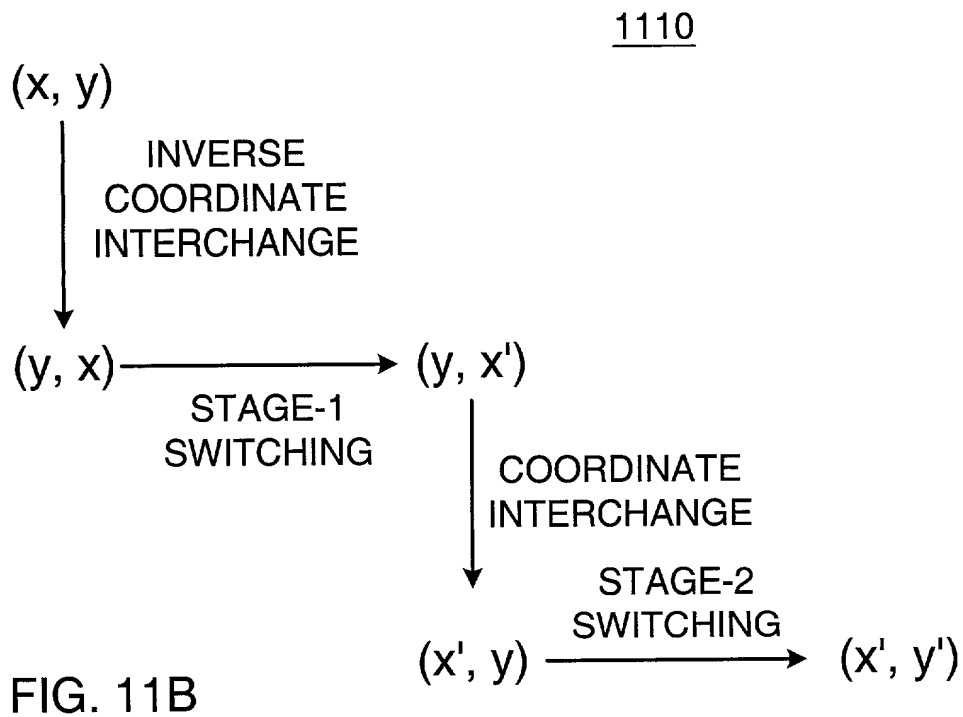 1110
(x, y)
INVERSE
COORDINATE
INTERCHANGE
(y, x)
(y, x')
STAGE-1
SWITCHING
COORDINATE
INTERCHANGE
STAGE-2
SWITCHING
(x', y)
(x', y')
FIG. 11B